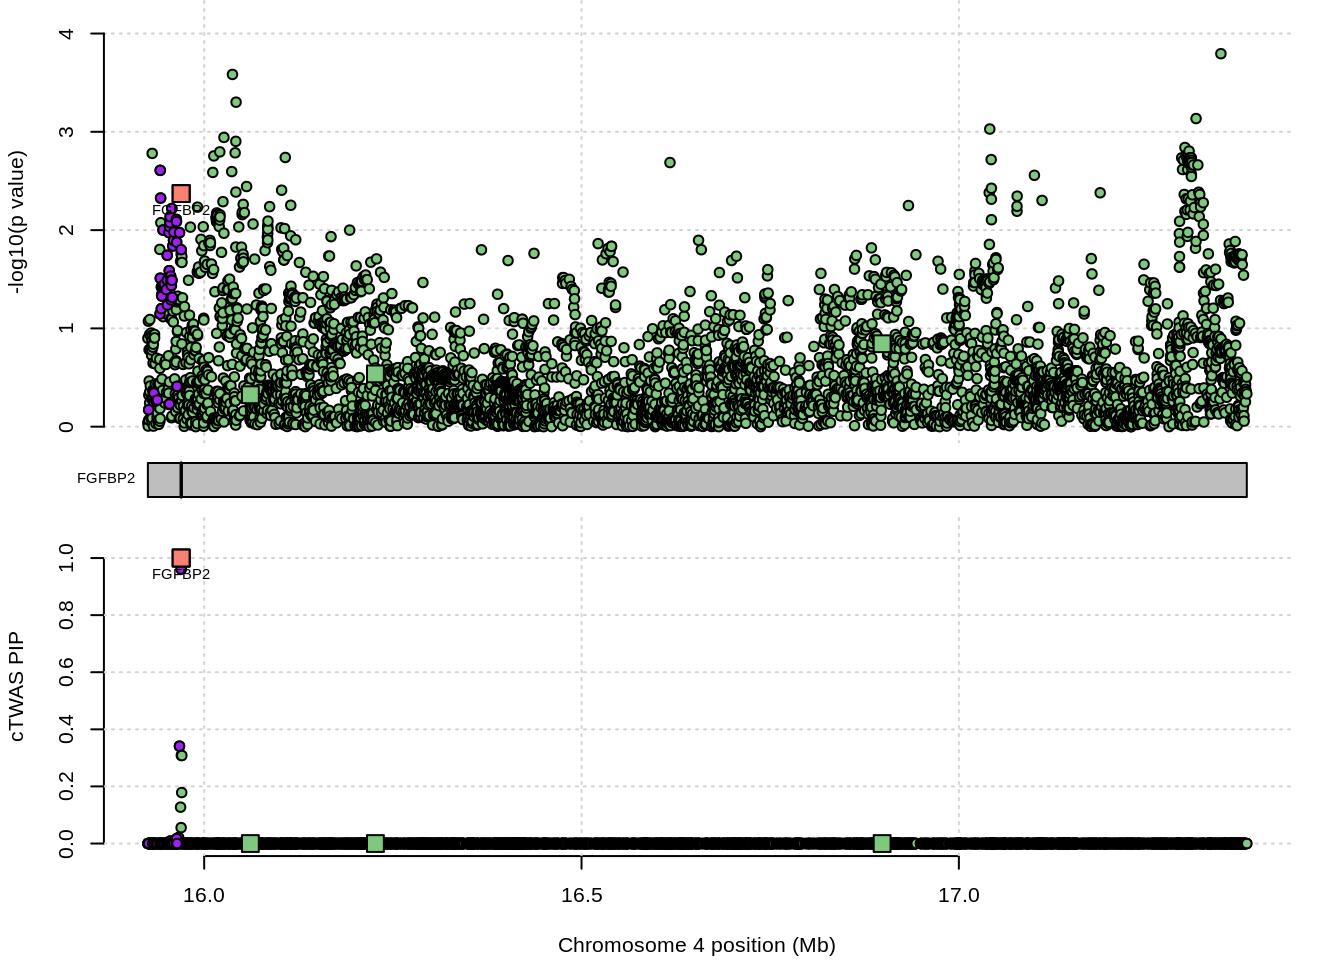 4
3
2
1
0
-log10(p value)
FGFBP2
FGFBP2
1.0
0.8
0.6
0.4
0.2
0.0
cTWAS PIP
FGFBP2
16.0 16.5 17.0
Chromosome 4 position (Mb)